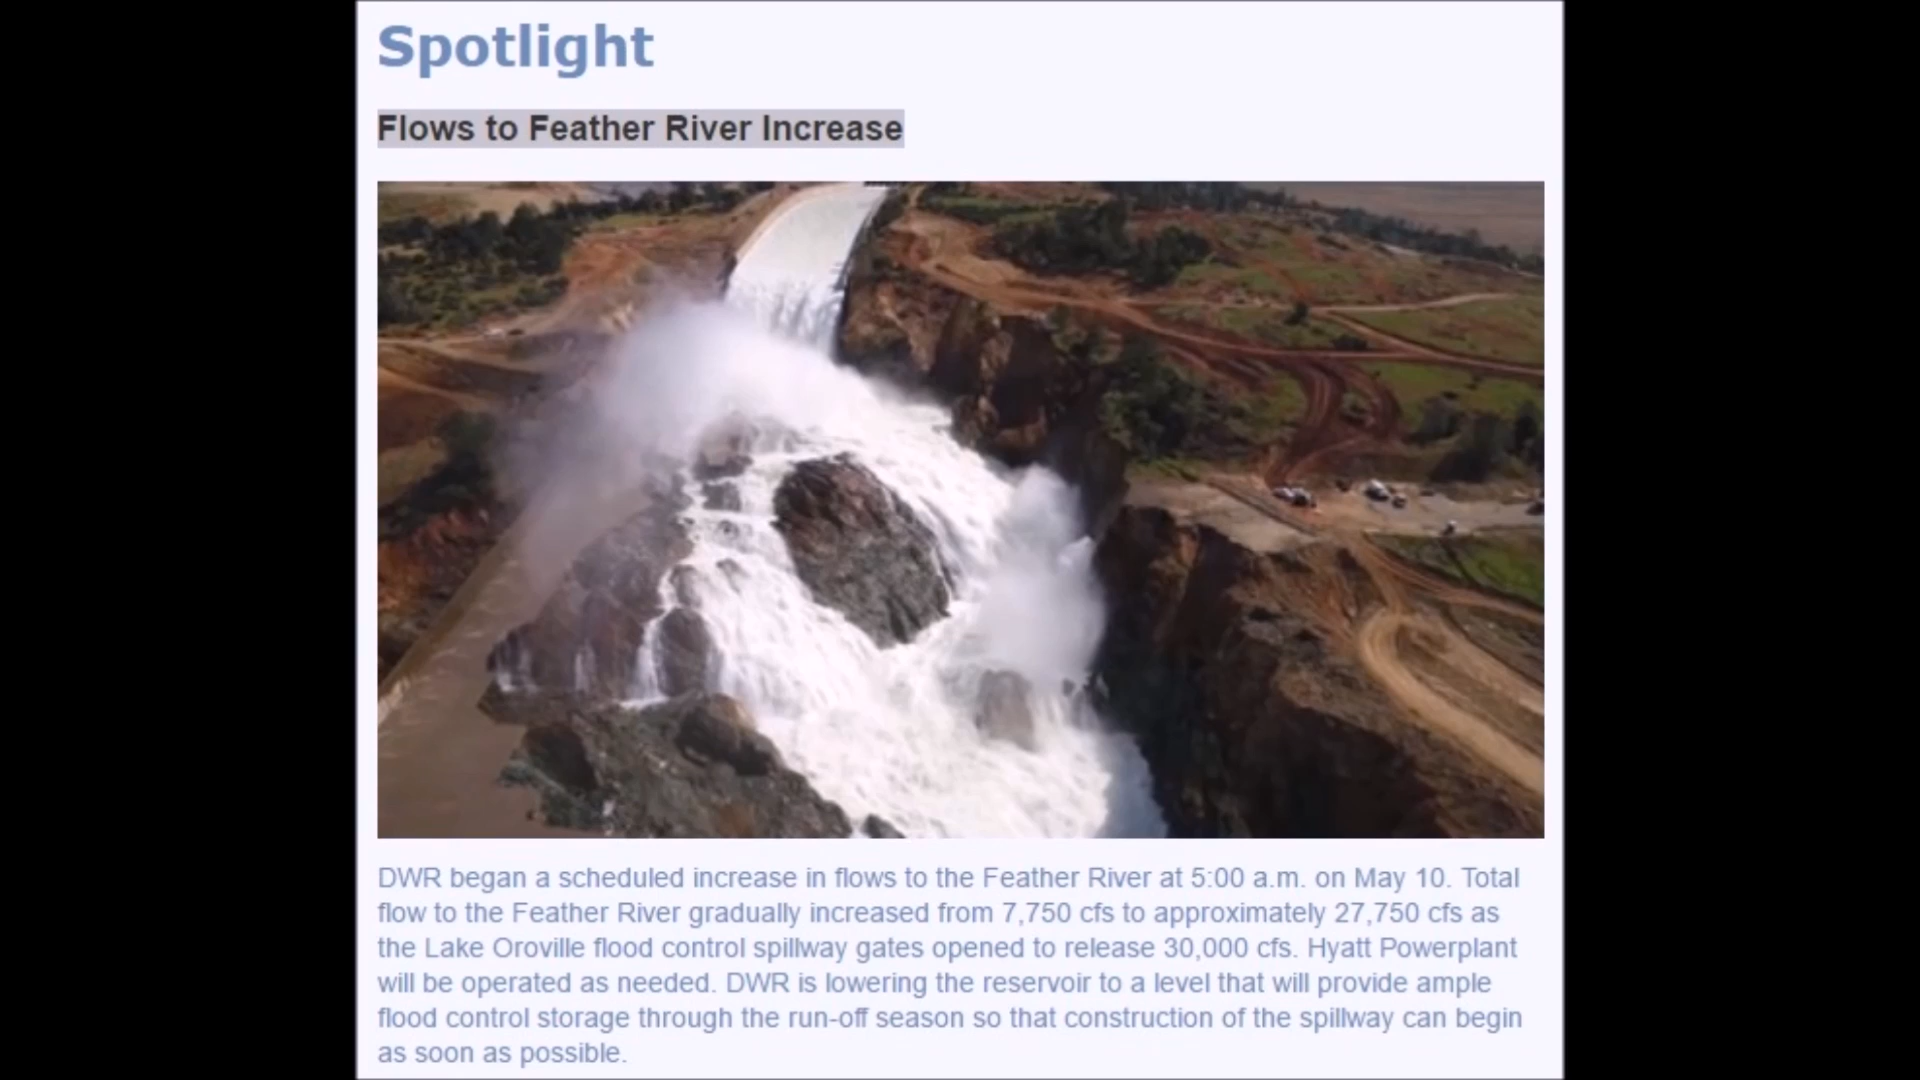 Spotlight
Flows to Feather River Increase
DWR began a scheduled increase in flows to the Feather River at 5:00 a.m. on May 10. Total
flow to the Feather River gradually increased from 7,750 cfs to approximately 27,750 cfs as
the Lake Oroville flood control spillway gates opened to release 30,000 cfs. Hyatt Powerplant
will be operated as needed. DWR is lowering the reservoir to a level that will provide ample
flood control storage through the run-off season so that construction of the spillway can begin
as soon as possible.